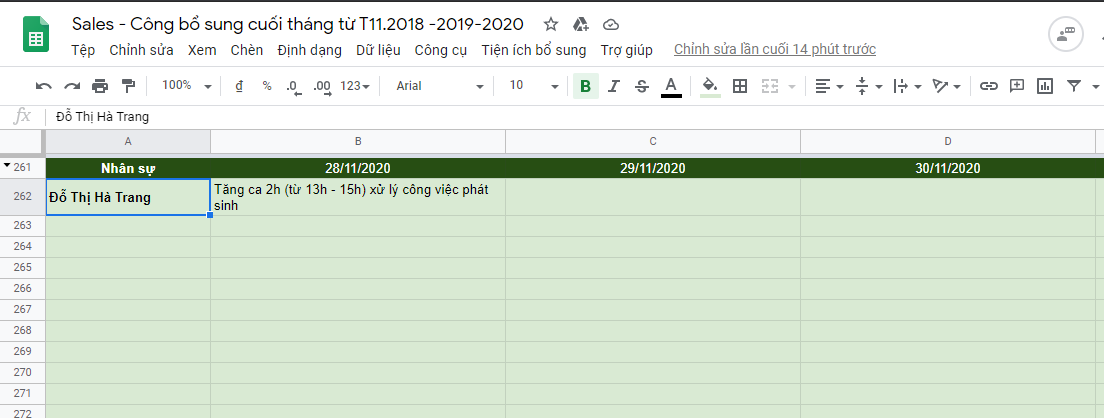 Sales - Công bổ sung cuối tháng từ T11.2018 -2019-2020
Tệp Chỉnh sửa Xem Chèn Định dạng Dữ liệu Công cụ Tiện ích bổ sung Trợ giúp Chỉnh sửa lần cuối 14 phút trước
100% đ % .0 .00 123 Arial 10 B I S A
fx Đỗ Thị Hà Trang
A B C D
261 Nhân sự 28/11/2020 29/11/2020 30/11/2020
262 Đỗ Thị Hà Trang Tăng ca 2h (từ 13h - 15h) xử lý công việc phát
sinh
263
264
265
266
267
268
269
270
271
272